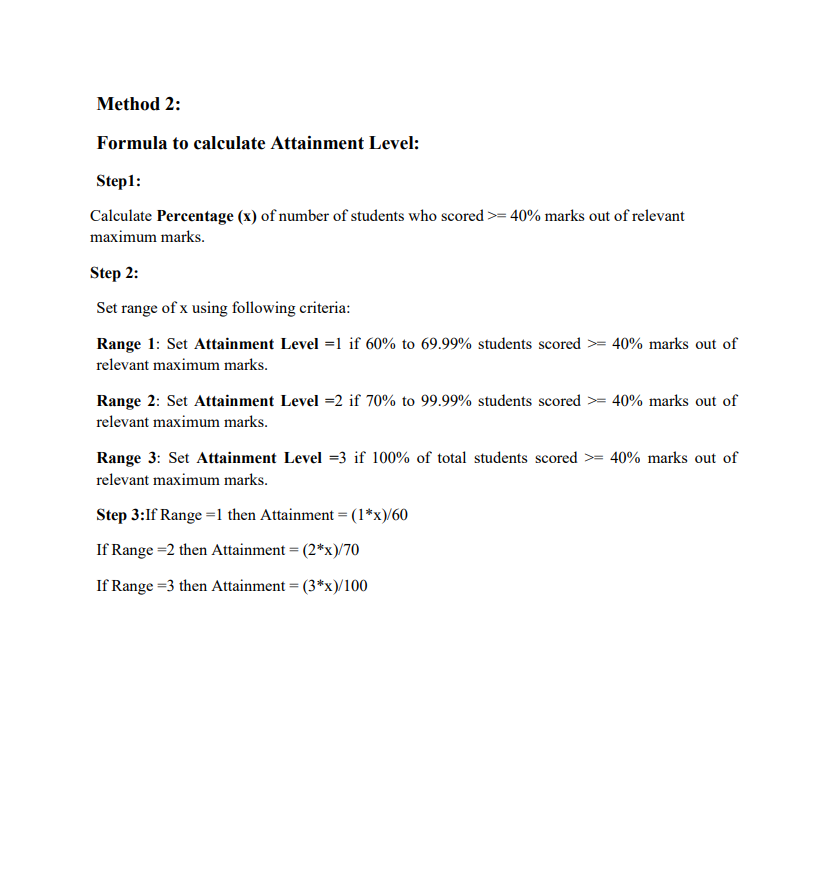 Method 2:
Formula to calculate Attainment Level:
Step1:
Calculate Percentage (x) of number of students who scored >= 40% marks out of relevant
maximum marks.
Step 2:
Set range of x using following criteria:
Range 1: Set Attainment Level =1 if 60% to 69.99% students scored >= 40% marks out of
relevant maximum marks.
Range 2: Set Attainment Level =2 if 70% to 99.99% students scored >= 40% marks out of
relevant maximum marks.
Range 3: Set Attainment Level =3 if 100% of total students scored >= 40% marks out of
relevant maximum marks.
Step 3:If Range =1 then Attainment = (1*x)/60
If Range =2 then Attainment = (2*x)/70
If Range =3 then Attainment = (3*x)/100